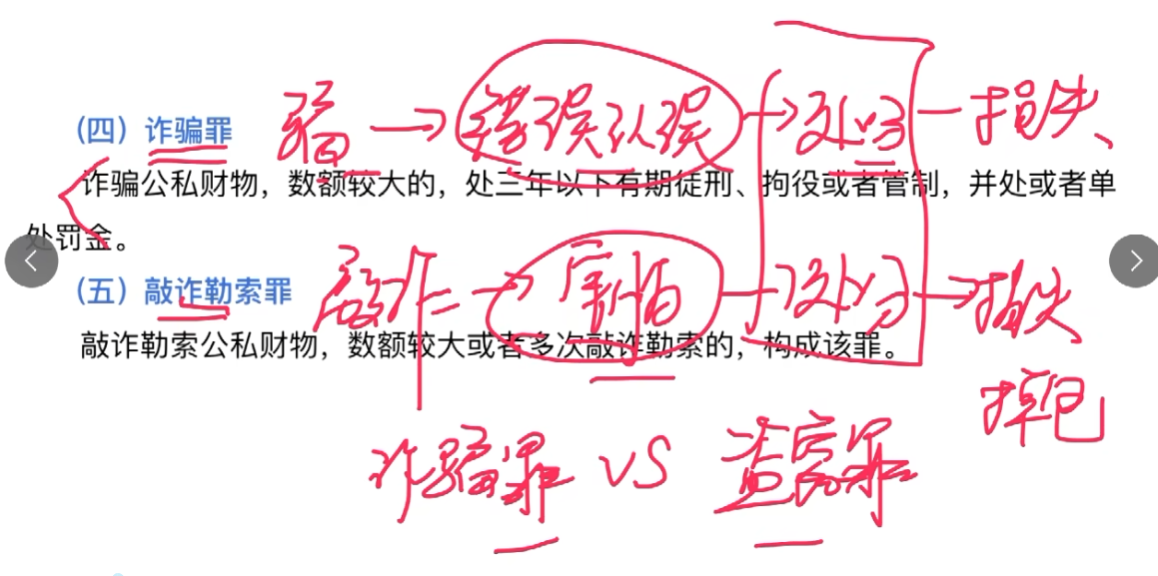 (四)诈骗罪 骗→错误认误→处分—损失
诈骗公私财物，数额较大的，处三年以下有期徒刑、拘役或者管制，并处或者单
处罚金。
(五)敲诈勒索罪 敲诈→害怕→处分→损失
敲诈勒索公私财物，数额较大或者多次敲诈勒索的，构成该罪。
诈骗罪 VS 盗窃罪